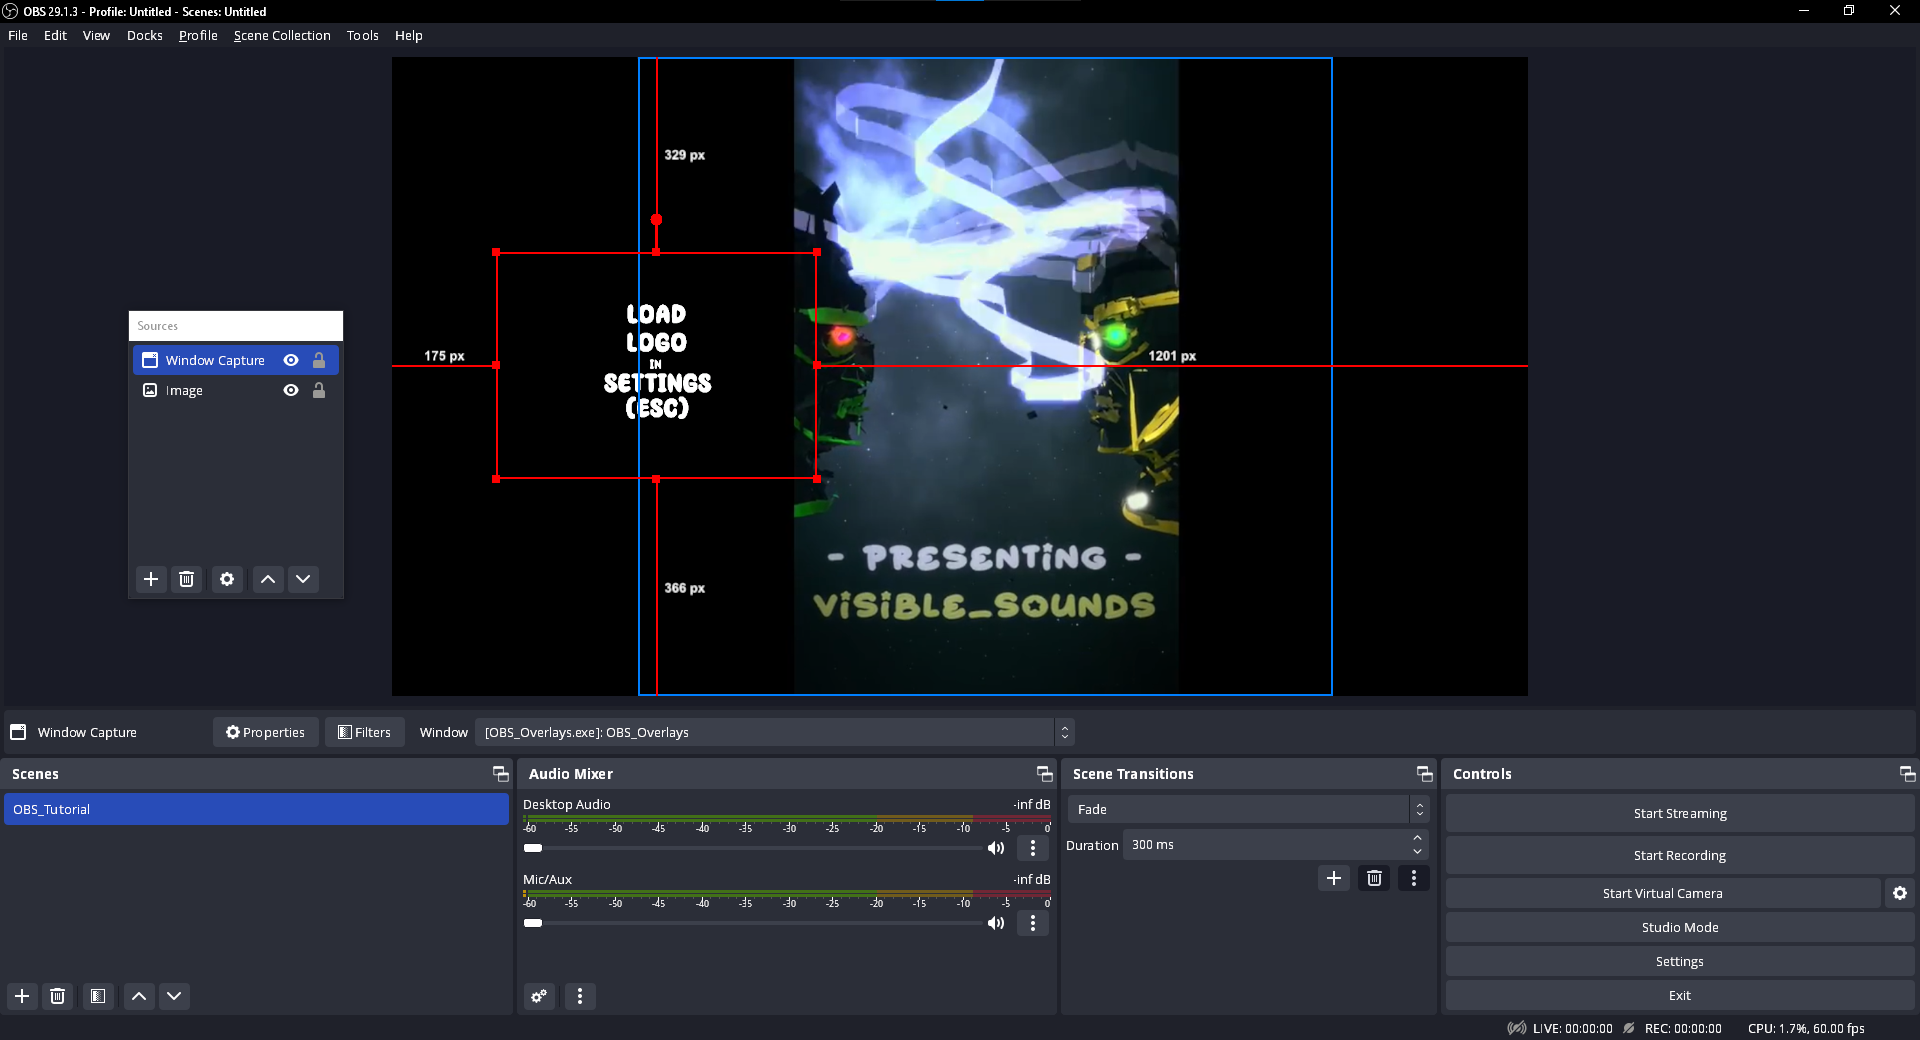 OBS 29.1.3 - Profile: Untitled - Scenes: Untitled
File Edit View Docks Profile Scene Collection Tools Help
329 px
LOAD
LOGO
IN
SETTINGS
(ESC)
175 px
1201 px
366 px
- PRESENTING -
VISIBLE_SOUNDS
Sources
Window Capture
Image
Window Capture Properties Filters Window [OBS_Overlays.exe]: OBS_Overlays
Scenes
OBS_Tutorial
Audio Mixer
Desktop Audio -inf dB
-60 -55 -50 -45 -40 -35 -30 -25 -20 -15 -10 -5 0
Mic/Aux -inf dB
-60 -55 -50 -45 -40 -35 -30 -25 -20 -15 -10 -5 0
Scene Transitions
Fade
Duration 300 ms
Controls
Start Streaming
Start Recording
Start Virtual Camera
Studio Mode
Settings
Exit
LIVE: 00:00:00 REC: 00:00:00 CPU: 1.7%, 60.00 fps